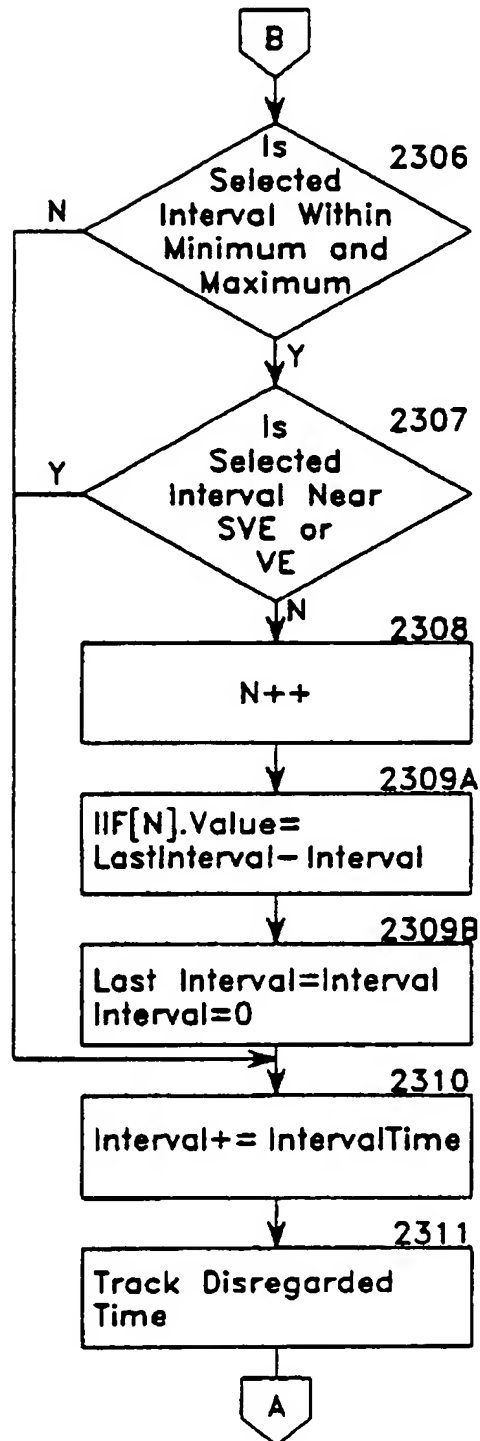 B
2306
Is
Selected
Interval Within
Minimum and
Maximum
N
Y
2307
Is
Selected
Interval Near
SVE or
VE
Y
N
2308
N++
2309A
IIF[N].Value=
LastInterval-Interval
2309B
Last Interval=Interval
Interval=0
2310
Interval+= IntervalTime
2311
Track Disregarded
Time
A